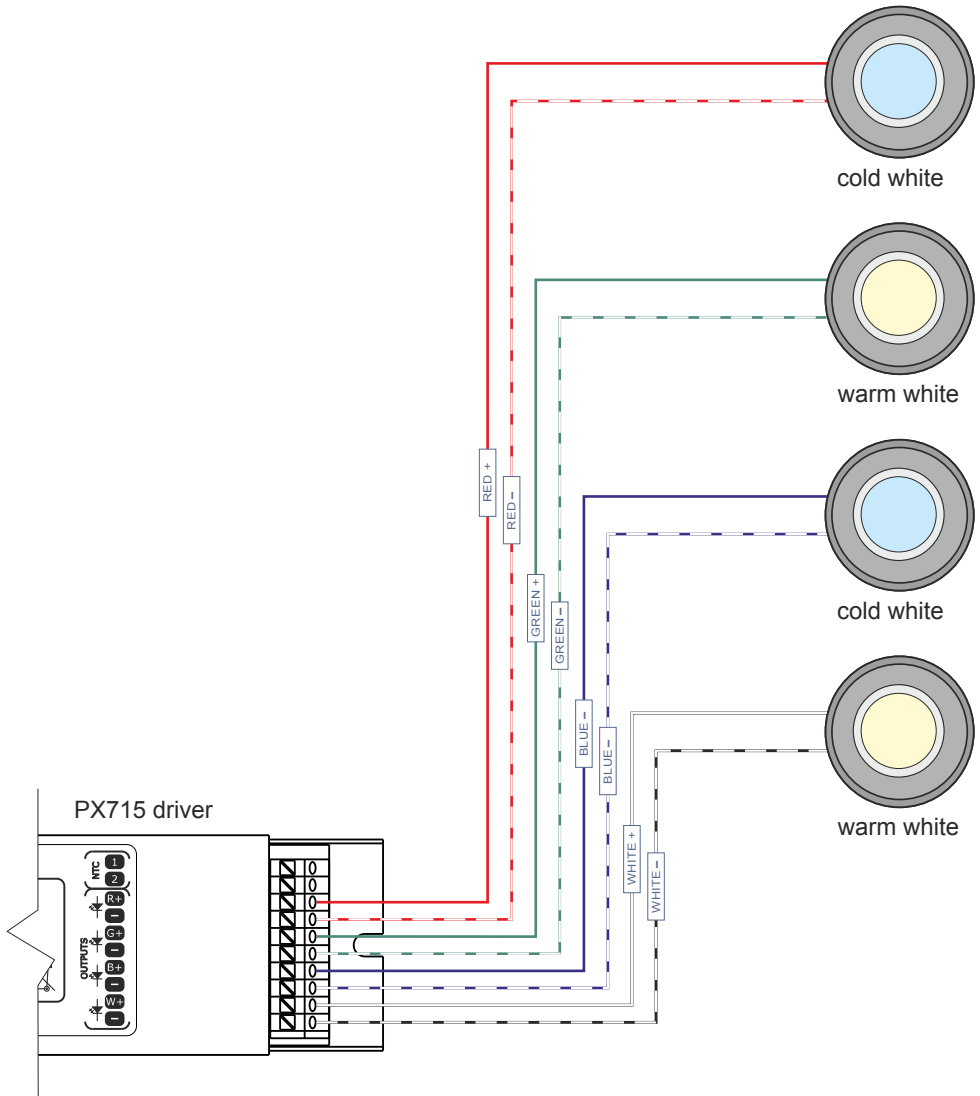 cold white
warm white
RED +
RED –
cold white
GREEN +
GREEN –
BLUE –
BLUE –
warm white
WHITE +
WHITE –
PX715 driver
NTC
1
2
OUTPUTS
R+
–
G+
–
B+
–
W+
–